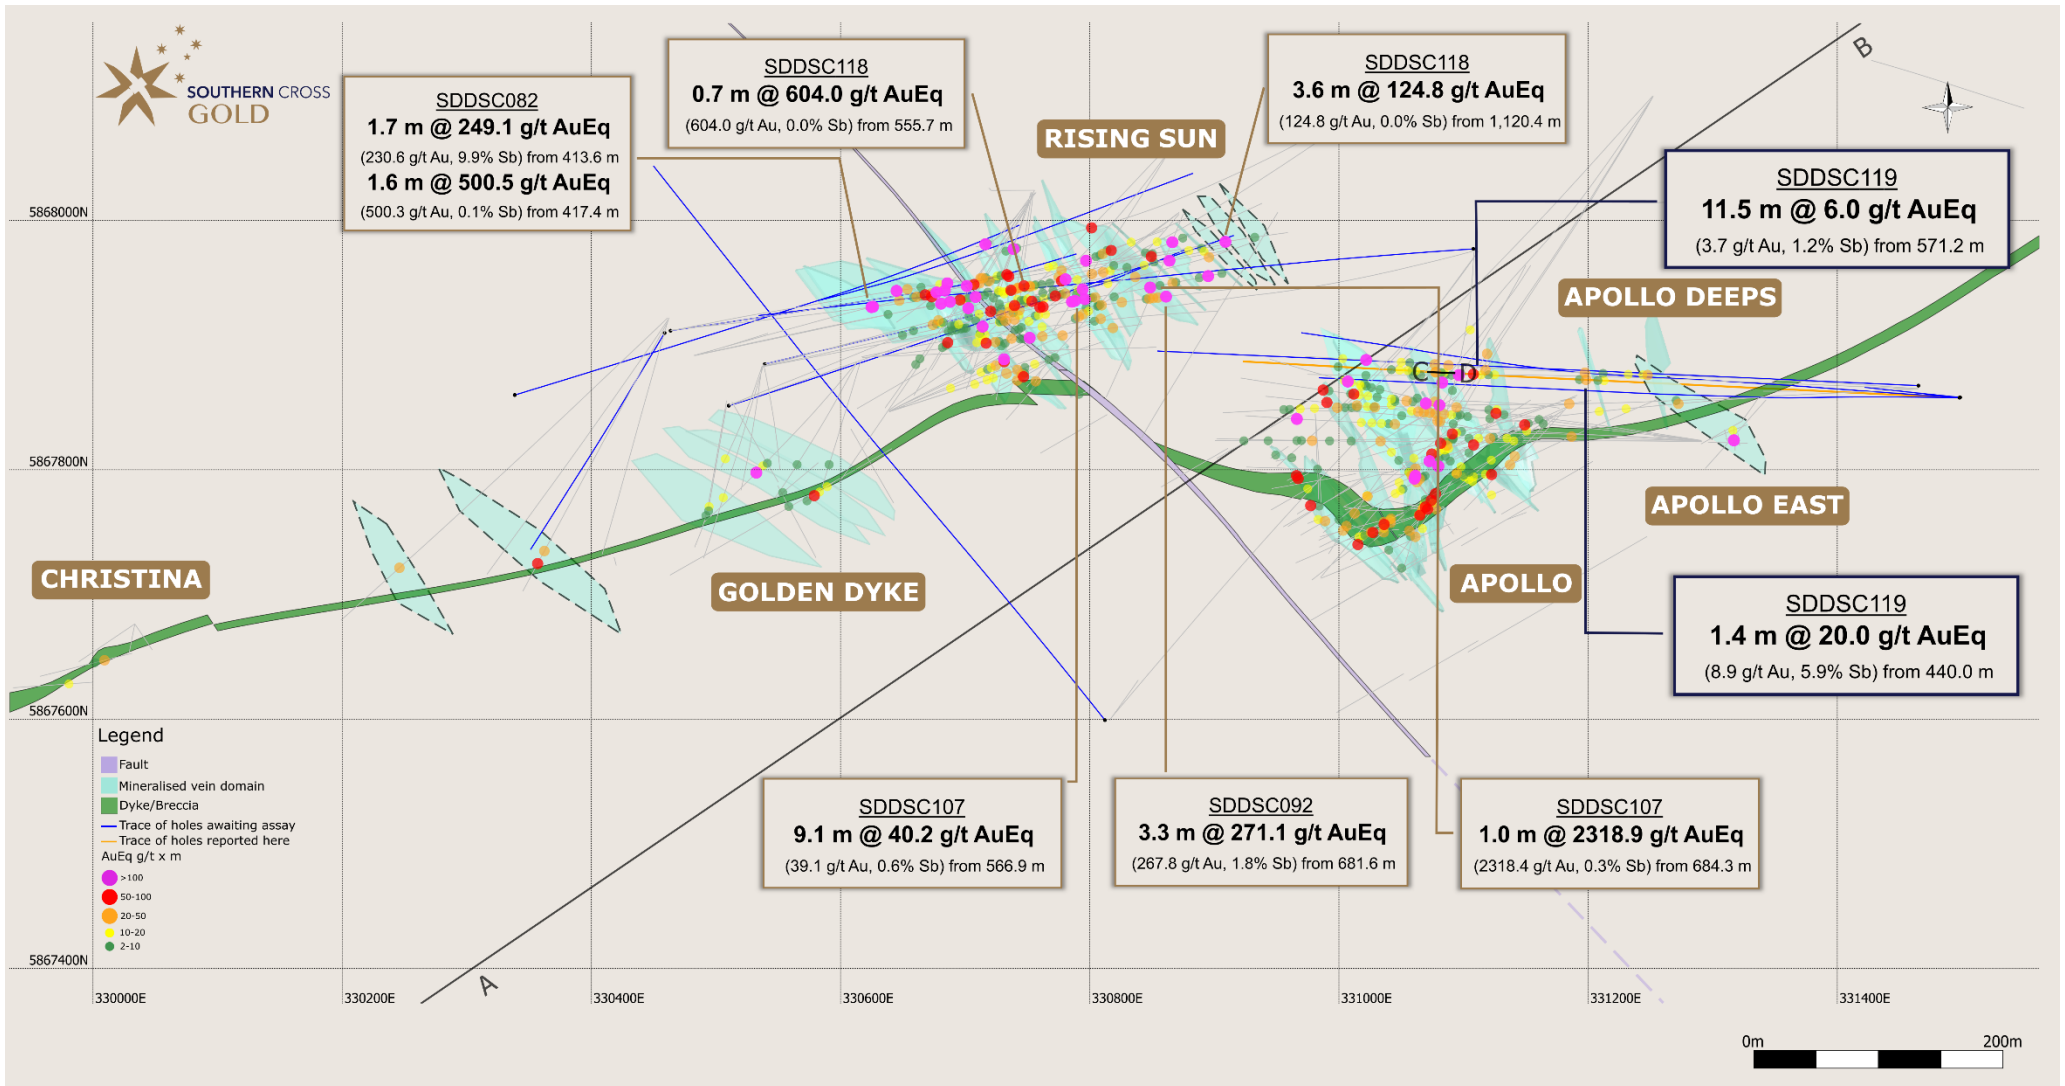 SOUTHERN CROSS
GOLD
SDDSC082
1.7 m @ 249.1 g/t AuEq
(230.6 g/t Au, 9.9% Sb) from 413.6 m
1.6 m @ 500.5 g/t AuEq
(500.3 g/t Au, 0.1% Sb) from 417.4 m
SDDSC118
0.7 m @ 604.0 g/t AuEq
(604.0 g/t Au, 0.0% Sb) from 555.7 m
SDDSC118
3.6 m @ 124.8 g/t AuEq
(124.8 g/t Au, 0.0% Sb) from 1,120.4 m
B
RISING SUN
SDDSC119
11.5 m @ 6.0 g/t AuEq
(3.7 g/t Au, 1.2% Sb) from 571.2 m
5868000N
APOLLO DEEPS
C
D
5867800N
APOLLO EAST
CHRISTINA
GOLDEN DYKE
APOLLO
SDDSC119
1.4 m @ 20.0 g/t AuEq
(8.9 g/t Au, 5.9% Sb) from 440.0 m
5867600N
Legend
Fault
Mineralised vein domain
Dyke/Breccia
Trace of holes awaiting assay
Trace of holes reported here
AuEq g/t x m
>100
50-100
20-50
10-20
2-10
SDDSC107
9.1 m @ 40.2 g/t AuEq
(39.1 g/t Au, 0.6% Sb) from 566.9 m
SDDSC092
3.3 m @ 271.1 g/t AuEq
(267.8 g/t Au, 1.8% Sb) from 681.6 m
SDDSC107
1.0 m @ 2318.9 g/t AuEq
(2318.4 g/t Au, 0.3% Sb) from 684.3 m
5867400N
A
330000E
330200E
330400E
330600E
330800E
331000E
331200E
331400E
0m
200m